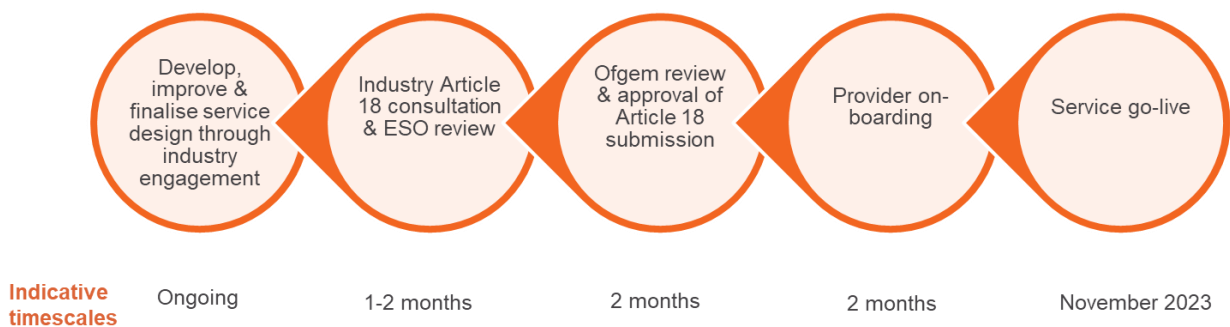 Develop,
improve &
finalise service
design through
industry
engagement
Industry Article
18 consultation
& ESO review
Ofgem review
& approval of
Article 18
submission
Provider on-
boarding
Service go-live
Indicative
timescales
Ongoing
1-2 months
2 months
2 months
November 2023